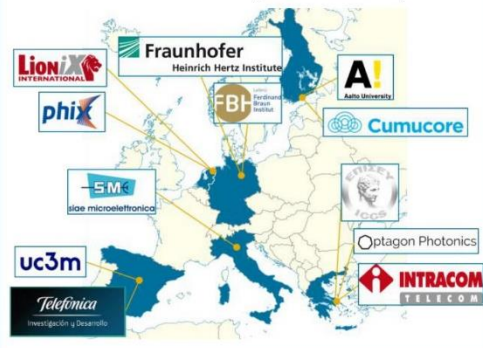 LioniX
INTERNATIONAL
Fraunhofer
Heinrich Hertz Institute
phix
FBH
Ferdinand
Braun
Institut
A!
Aalto University
Cumucore
SM
siae microelettronica
ICCS
Optagon Photonics
uc3m
INTRACOM
TELECOM
Telefónica
Investigación y Desarrollo